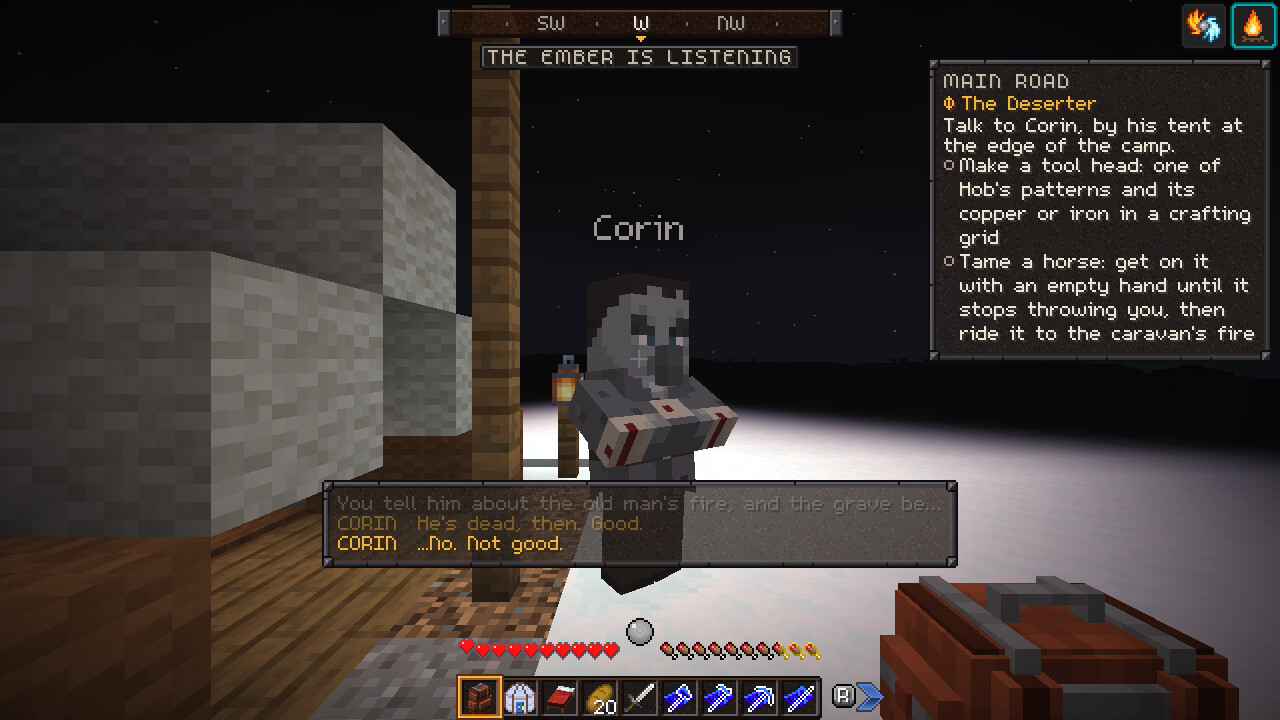 SW W NW
THE EMBER IS LISTENING
MAIN ROAD
The Deserter
Talk to Corin, by his tent at
the edge of the camp.
Make a tool head: one of
Hob's patterns and its
copper or iron in a crafting
grid
Tame a horse: get on it
with an empty hand until it
stops throwing you, then
ride it to the caravan's fire
Corin
You tell him about the old man's fire, and the grave be...
CORIN He's dead, then. Good.
CORIN ...No. Not good.
20
R